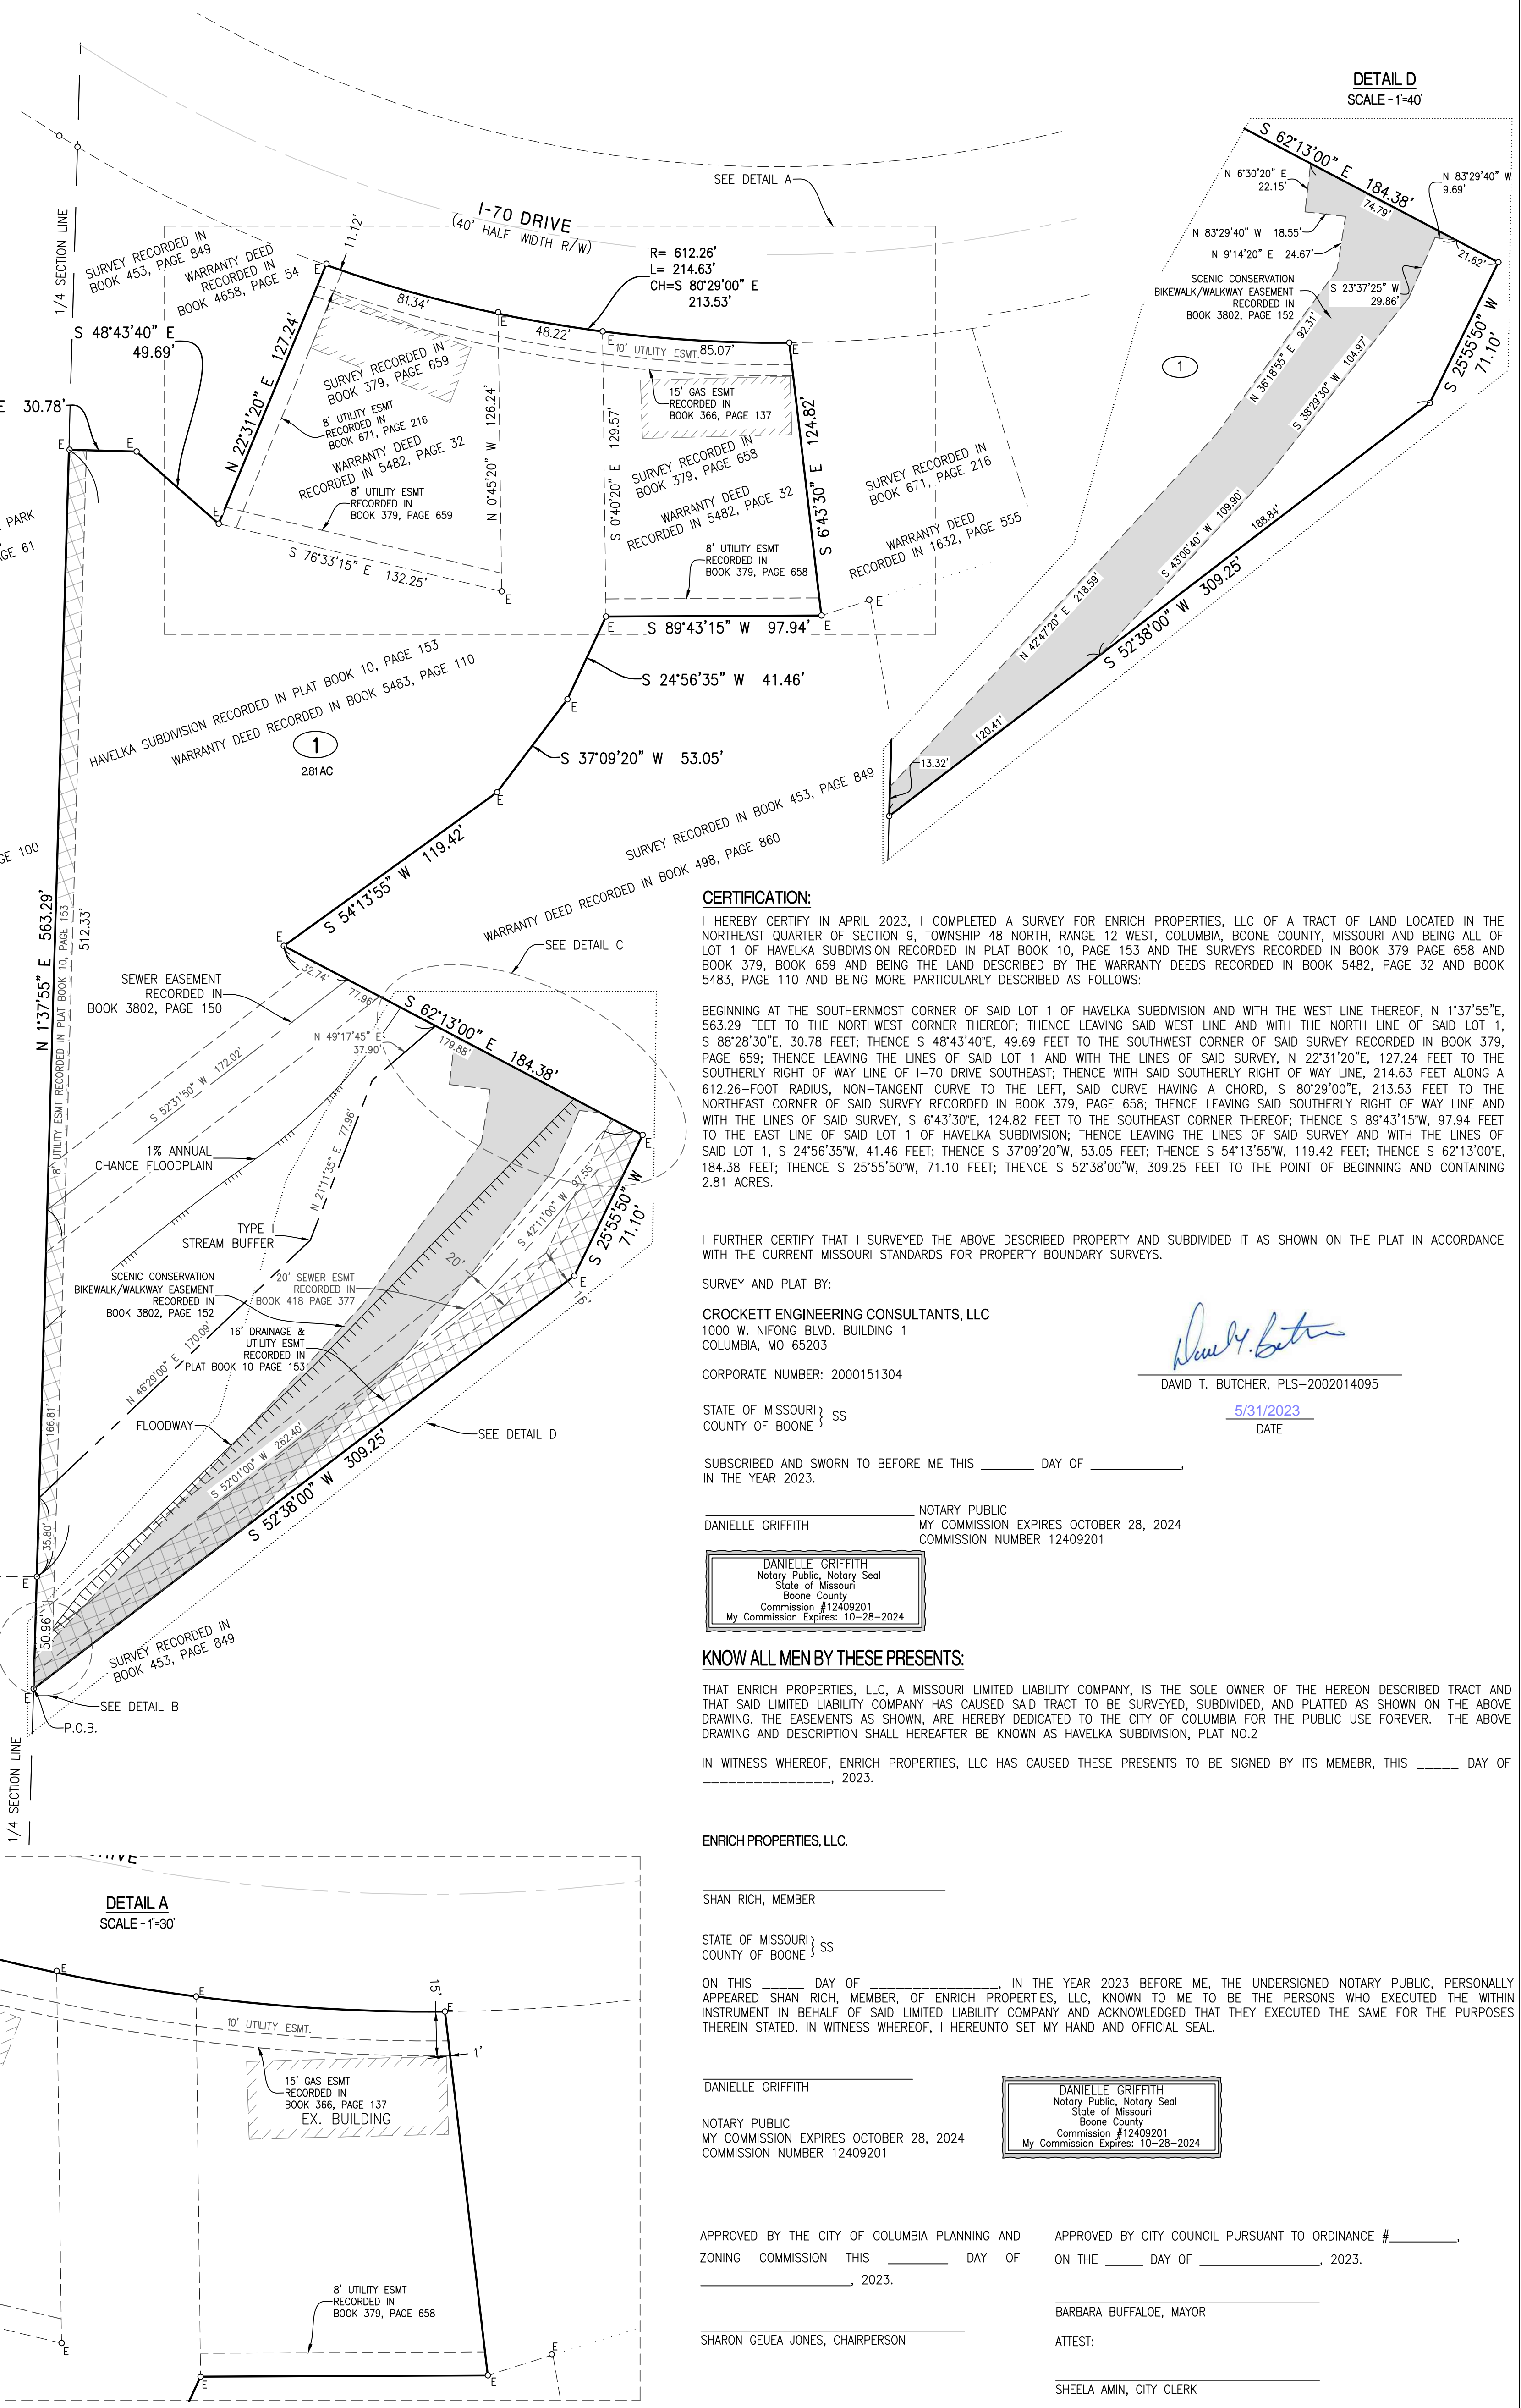 DETAIL D
SCALE - 1"=40'
S 62°13'00" E 184.38'
N 6°30'20" E
22.15'
74.79'
N 83°29'40" W
9.69'
N 83°29'40" W 18.55'
N 9°14'20" E 24.67'
21.62'
SCENIC CONSERVATION
BIKEWALK/WALKWAY EASEMENT
RECORDED IN
BOOK 3802, PAGE 152
S 23°37'25" W
29.86'
S 25°55'50" W
71.10'
1
N 36°18'55" E 92.31'
S 38°29'30" W 104.97'
S 43°06'40" W 109.90'
188.84'
N 42°47'20" E 218.59'
S 52°38'00" W 309.25'
120.41'
13.32'
SEE DETAIL A
I-70 DRIVE
(40' HALF WIDTH R/W)
1/4 SECTION LINE
SURVEY RECORDED IN
BOOK 453, PAGE 849
WARRANTY DEED
RECORDED IN
BOOK 4658, PAGE 54
11.12'
E
R= 612.26'
L= 214.63'
CH=S 80°29'00" E
213.53'
S 48°43'40" E
49.69'
81.34'
E
48.22'
E
10' UTILITY ESMT.
85.07'
E
N 22°31'20" E 127.24'
SURVEY RECORDED IN
BOOK 379, PAGE 659
8' UTILITY ESMT
RECORDED IN
BOOK 671, PAGE 216
WARRANTY DEED
RECORDED IN 5482, PAGE 32
8' UTILITY ESMT
RECORDED IN
BOOK 379, PAGE 659
N 0°45'20" W 126.24'
S 0°40'20" E 129.57'
15' GAS ESMT
RECORDED IN
BOOK 366, PAGE 137
SURVEY RECORDED IN
BOOK 379, PAGE 658
WARRANTY DEED
RECORDED IN 5482, PAGE 32
8' UTILITY ESMT
RECORDED IN
BOOK 379, PAGE 658
S 6°43'30" E 124.82'
SURVEY RECORDED IN
BOOK 671, PAGE 216
WARRANTY DEED
RECORDED IN 1632, PAGE 555
E 30.78'
E
E
E
S 76°33'15" E 132.25'
E
E
S 89°43'15" W 97.94'
E
E
PARK
GE 61
S 24°56'35" W 41.46'
E
HAVELKA SUBDIVISION RECORDED IN PLAT BOOK 10, PAGE 153
WARRANTY DEED RECORDED IN BOOK 5483, PAGE 110
1
2.81 AC
S 37°09'20" W 53.05'
E
GE 100
S 54°13'55" W 119.42'
SURVEY RECORDED IN BOOK 453, PAGE 849
WARRANTY DEED RECORDED IN BOOK 498, PAGE 860
E
N 1°37'55" E 563.29'
8' UTILITY ESMT RECORDED IN PLAT BOOK 10, PAGE 153
512.33'
SEE DETAIL C
SEWER EASEMENT
RECORDED IN
BOOK 3802, PAGE 150
32.74'
77.96'
S 62°13'00" E 184.38'
N 49°17'45" E
37.90'
179.88'
S 52°31'50" W 172.02'
1% ANNUAL
CHANCE FLOODPLAIN
N 21°11'35" E 77.96'
E
TYPE I
STREAM BUFFER
S 42°11'00" W 97.55'
S 25°55'50" W
71.10'
20'
SCENIC CONSERVATION
BIKEWALK/WALKWAY EASEMENT
RECORDED IN
BOOK 3802, PAGE 152
20' SEWER ESMT
RECORDED IN
BOOK 418 PAGE 377
E
16'
16' DRAINAGE &
UTILITY ESMT
RECORDED IN
PLAT BOOK 10 PAGE 153
N 46°29'00" E 170.09'
166.81'
FLOODWAY
S 52°01'00" W 262.40'
S 52°38'00" W 309.25'
SEE DETAIL D
35.80'
E
50.96'
SURVEY RECORDED IN
BOOK 453, PAGE 849
E
SEE DETAIL B
P.O.B.
1/4 SECTION LINE
CERTIFICATION:
I HEREBY CERTIFY IN APRIL 2023, I COMPLETED A SURVEY FOR ENRICH PROPERTIES, LLC OF A TRACT OF LAND LOCATED IN THE
NORTHEAST QUARTER OF SECTION 9, TOWNSHIP 48 NORTH, RANGE 12 WEST, COLUMBIA, BOONE COUNTY, MISSOURI AND BEING ALL OF
LOT 1 OF HAVELKA SUBDIVISION RECORDED IN PLAT BOOK 10, PAGE 153 AND THE SURVEYS RECORDED IN BOOK 379 PAGE 658 AND
BOOK 379, BOOK 659 AND BEING THE LAND DESCRIBED BY THE WARRANTY DEEDS RECORDED IN BOOK 5482, PAGE 32 AND BOOK
5483, PAGE 110 AND BEING MORE PARTICULARLY DESCRIBED AS FOLLOWS:
BEGINNING AT THE SOUTHERNMOST CORNER OF SAID LOT 1 OF HAVELKA SUBDIVISION AND WITH THE WEST LINE THEREOF, N 1°37'55"E,
563.29 FEET TO THE NORTHWEST CORNER THEREOF; THENCE LEAVING SAID WEST LINE AND WITH THE NORTH LINE OF SAID LOT 1,
S 88°28'30"E, 30.78 FEET; THENCE S 48°43'40"E, 49.69 FEET TO THE SOUTHWEST CORNER OF SAID SURVEY RECORDED IN BOOK 379,
PAGE 659; THENCE LEAVING THE LINES OF SAID LOT 1 AND WITH THE LINES OF SAID SURVEY, N 22°31'20"E, 127.24 FEET TO THE
SOUTHERLY RIGHT OF WAY LINE OF I-70 DRIVE SOUTHEAST; THENCE WITH SAID SOUTHERLY RIGHT OF WAY LINE, 214.63 FEET ALONG A
612.26-FOOT RADIUS, NON-TANGENT CURVE TO THE LEFT, SAID CURVE HAVING A CHORD, S 80°29'00"E, 213.53 FEET TO THE
NORTHEAST CORNER OF SAID SURVEY RECORDED IN BOOK 379, PAGE 658; THENCE LEAVING SAID SOUTHERLY RIGHT OF WAY LINE AND
WITH THE LINES OF SAID SURVEY, S 6°43'30"E, 124.82 FEET TO THE SOUTHEAST CORNER THEREOF; THENCE S 89°43'15"W, 97.94 FEET
TO THE EAST LINE OF SAID LOT 1 OF HAVELKA SUBDIVISION; THENCE LEAVING THE LINES OF SAID SURVEY AND WITH THE LINES OF
SAID LOT 1, S 24°56'35"W, 41.46 FEET; THENCE S 37°09'20"W, 53.05 FEET; THENCE S 54°13'55"W, 119.42 FEET; THENCE S 62°13'00"E,
184.38 FEET; THENCE S 25°55'50"W, 71.10 FEET; THENCE S 52°38'00"W, 309.25 FEET TO THE POINT OF BEGINNING AND CONTAINING
2.81 ACRES.
I FURTHER CERTIFY THAT I SURVEYED THE ABOVE DESCRIBED PROPERTY AND SUBDIVIDED IT AS SHOWN ON THE PLAT IN ACCORDANCE
WITH THE CURRENT MISSOURI STANDARDS FOR PROPERTY BOUNDARY SURVEYS.
SURVEY AND PLAT BY:
CROCKETT ENGINEERING CONSULTANTS, LLC
1000 W. NIFONG BLVD. BUILDING 1
COLUMBIA, MO 65203
CORPORATE NUMBER: 2000151304
DAVID T. BUTCHER, PLS-2002014095
5/31/2023
DATE
STATE OF MISSOURI } SS
COUNTY OF BOONE
SUBSCRIBED AND SWORN TO BEFORE ME THIS _______ DAY OF ____________,
IN THE YEAR 2023.
DANIELLE GRIFFITH
NOTARY PUBLIC
MY COMMISSION EXPIRES OCTOBER 28, 2024
COMMISSION NUMBER 12409201
DANIELLE GRIFFITH
Notary Public, Notary Seal
State of Missouri
Boone County
Commission #12409201
My Commission Expires: 10-28-2024
KNOW ALL MEN BY THESE PRESENTS:
THAT ENRICH PROPERTIES, LLC, A MISSOURI LIMITED LIABILITY COMPANY, IS THE SOLE OWNER OF THE HEREON DESCRIBED TRACT AND
THAT SAID LIMITED LIABILITY COMPANY HAS CAUSED SAID TRACT TO BE SURVEYED, SUBDIVIDED, AND PLATTED AS SHOWN ON THE ABOVE
DRAWING. THE EASEMENTS AS SHOWN, ARE HEREBY DEDICATED TO THE CITY OF COLUMBIA FOR THE PUBLIC USE FOREVER. THE ABOVE
DRAWING AND DESCRIPTION SHALL HEREAFTER BE KNOWN AS HAVELKA SUBDIVISION, PLAT NO.2
IN WITNESS WHEREOF, ENRICH PROPERTIES, LLC HAS CAUSED THESE PRESENTS TO BE SIGNED BY ITS MEMEBR, THIS _____ DAY OF
_______________, 2023.
ENRICH PROPERTIES, LLC.
SHAN RICH, MEMBER
STATE OF MISSOURI } SS
COUNTY OF BOONE
ON THIS _____ DAY OF _______________, IN THE YEAR 2023 BEFORE ME, THE UNDERSIGNED NOTARY PUBLIC, PERSONALLY
APPEARED SHAN RICH, MEMBER, OF ENRICH PROPERTIES, LLC, KNOWN TO ME TO BE THE PERSONS WHO EXECUTED THE WITHIN
INSTRUMENT IN BEHALF OF SAID LIMITED LIABILITY COMPANY AND ACKNOWLEDGED THAT THEY EXECUTED THE SAME FOR THE PURPOSES
THEREIN STATED. IN WITNESS WHEREOF, I HEREUNTO SET MY HAND AND OFFICIAL SEAL.
DANIELLE GRIFFITH
NOTARY PUBLIC
MY COMMISSION EXPIRES OCTOBER 28, 2024
COMMISSION NUMBER 12409201
DANIELLE GRIFFITH
Notary Public, Notary Seal
State of Missouri
Boone County
Commission #12409201
My Commission Expires: 10-28-2024
APPROVED BY THE CITY OF COLUMBIA PLANNING AND
ZONING COMMISSION THIS ________ DAY OF
____________________, 2023.
SHARON GEUEA JONES, CHAIRPERSON
APPROVED BY CITY COUNCIL PURSUANT TO ORDINANCE #_________,
ON THE _____ DAY OF ________________, 2023.
BARBARA BUFFALOE, MAYOR
ATTEST:
SHEELA AMIN, CITY CLERK
DETAIL A
SCALE - 1"=30'
E
E
15'
E
10' UTILITY ESMT.
1'
15' GAS ESMT
RECORDED IN
BOOK 366, PAGE 137
EX. BUILDING
8' UTILITY ESMT
RECORDED IN
BOOK 379, PAGE 658
E
E
E
E